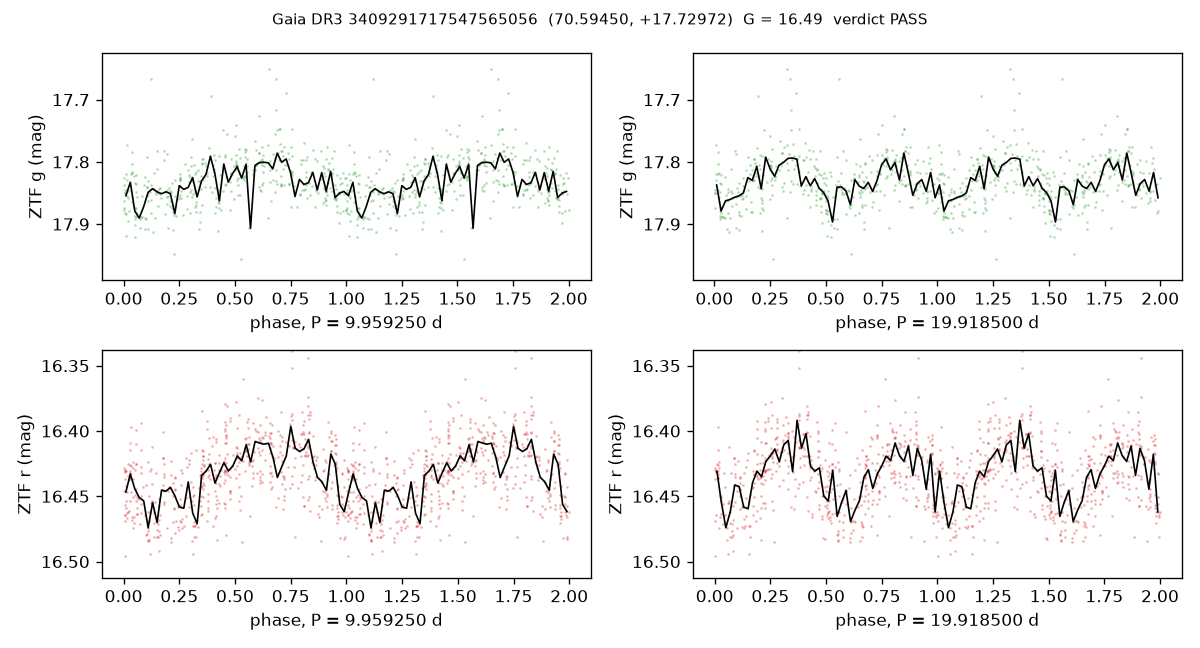 Gaia DR3 3409291717547565056 (70.59450, +17.72972) G = 16.49 verdict PASS
ZTF g (mag)
17.7
17.8
17.9
0.00 0.25 0.50 0.75 1.00 1.25 1.50 1.75 2.00
phase, P = 9.959250 d
ZTF g (mag)
17.7
17.8
17.9
0.00 0.25 0.50 0.75 1.00 1.25 1.50 1.75 2.00
phase, P = 19.918500 d
ZTF r (mag)
16.35
16.40
16.45
16.50
0.00 0.25 0.50 0.75 1.00 1.25 1.50 1.75 2.00
phase, P = 9.959250 d
ZTF r (mag)
16.35
16.40
16.45
16.50
0.00 0.25 0.50 0.75 1.00 1.25 1.50 1.75 2.00
phase, P = 19.918500 d